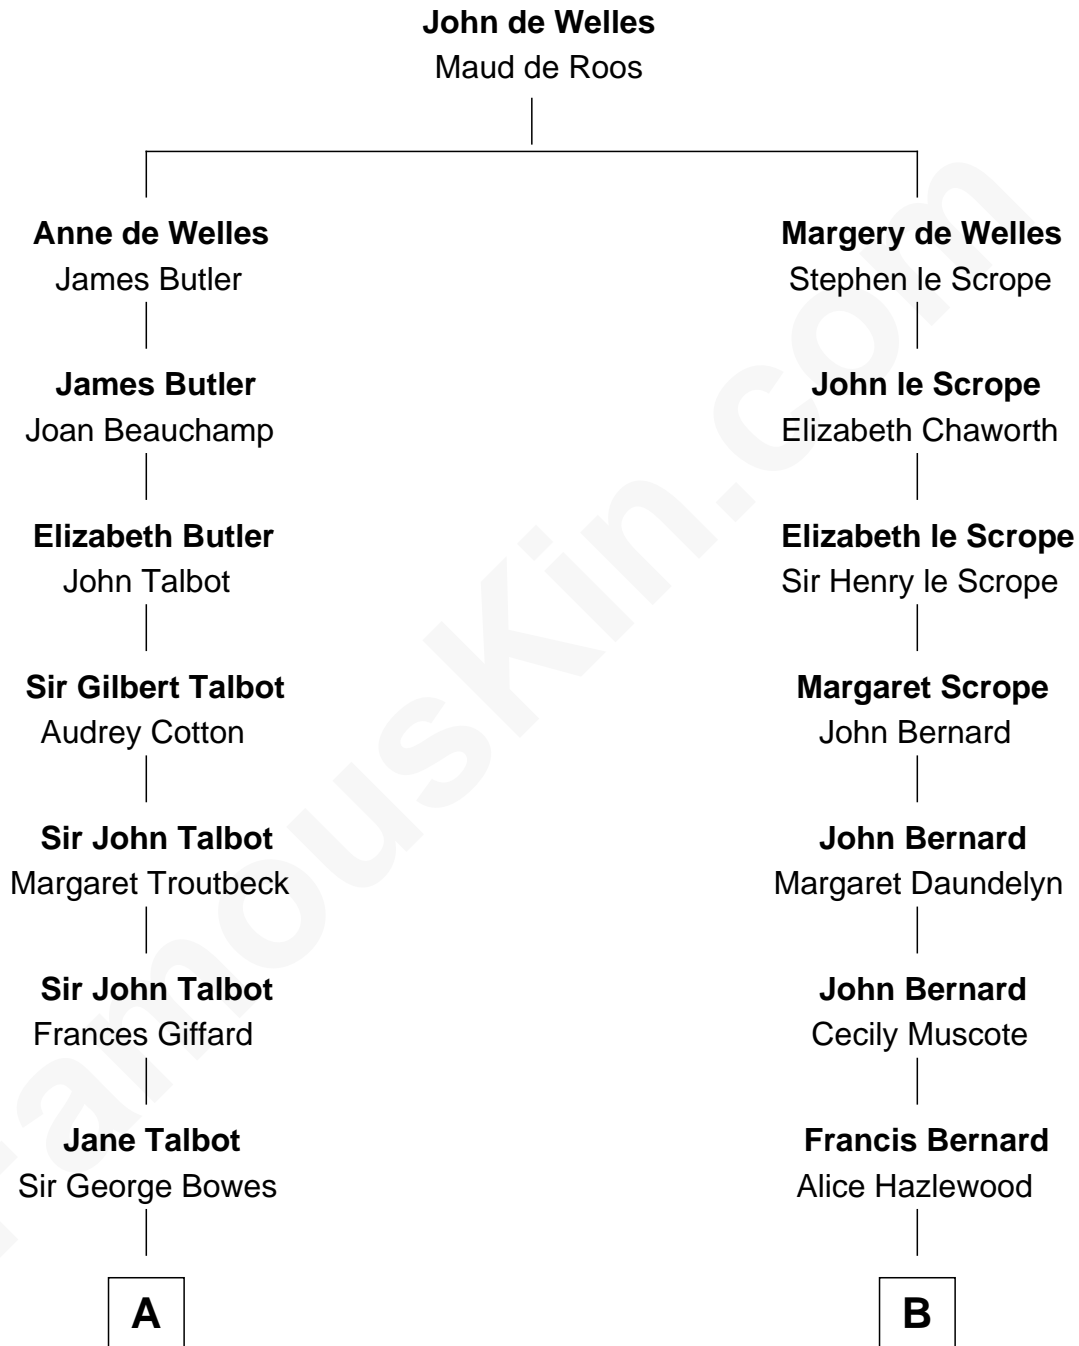 John de Welles
Maud de Roos
Anne de Welles
James Butler
Margery de Welles
Stephen le Scrope
James Butler
Joan Beauchamp
John le Scrope
Elizabeth Chaworth
Elizabeth Butler
John Talbot
Elizabeth le Scrope
Sir Henry le Scrope
Sir Gilbert Talbot
Audrey Cotton
Margaret Scrope
John Bernard
Sir John Talbot
Margaret Troutbeck
John Bernard
Margaret Daundelyn
Sir John Talbot
Frances Giffard
John Bernard
Cecily Muscote
Jane Talbot
Sir George Bowes
Francis Bernard
Alice Hazlewood
A
B
FamousKin.com